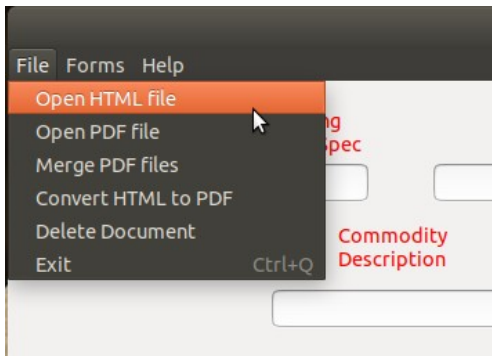 File Forms Help
Open HTML file
Open PDF file
Merge PDF files
Convert HTML to PDF
Delete Document
Exit Ctrl+Q
Commodity
Description